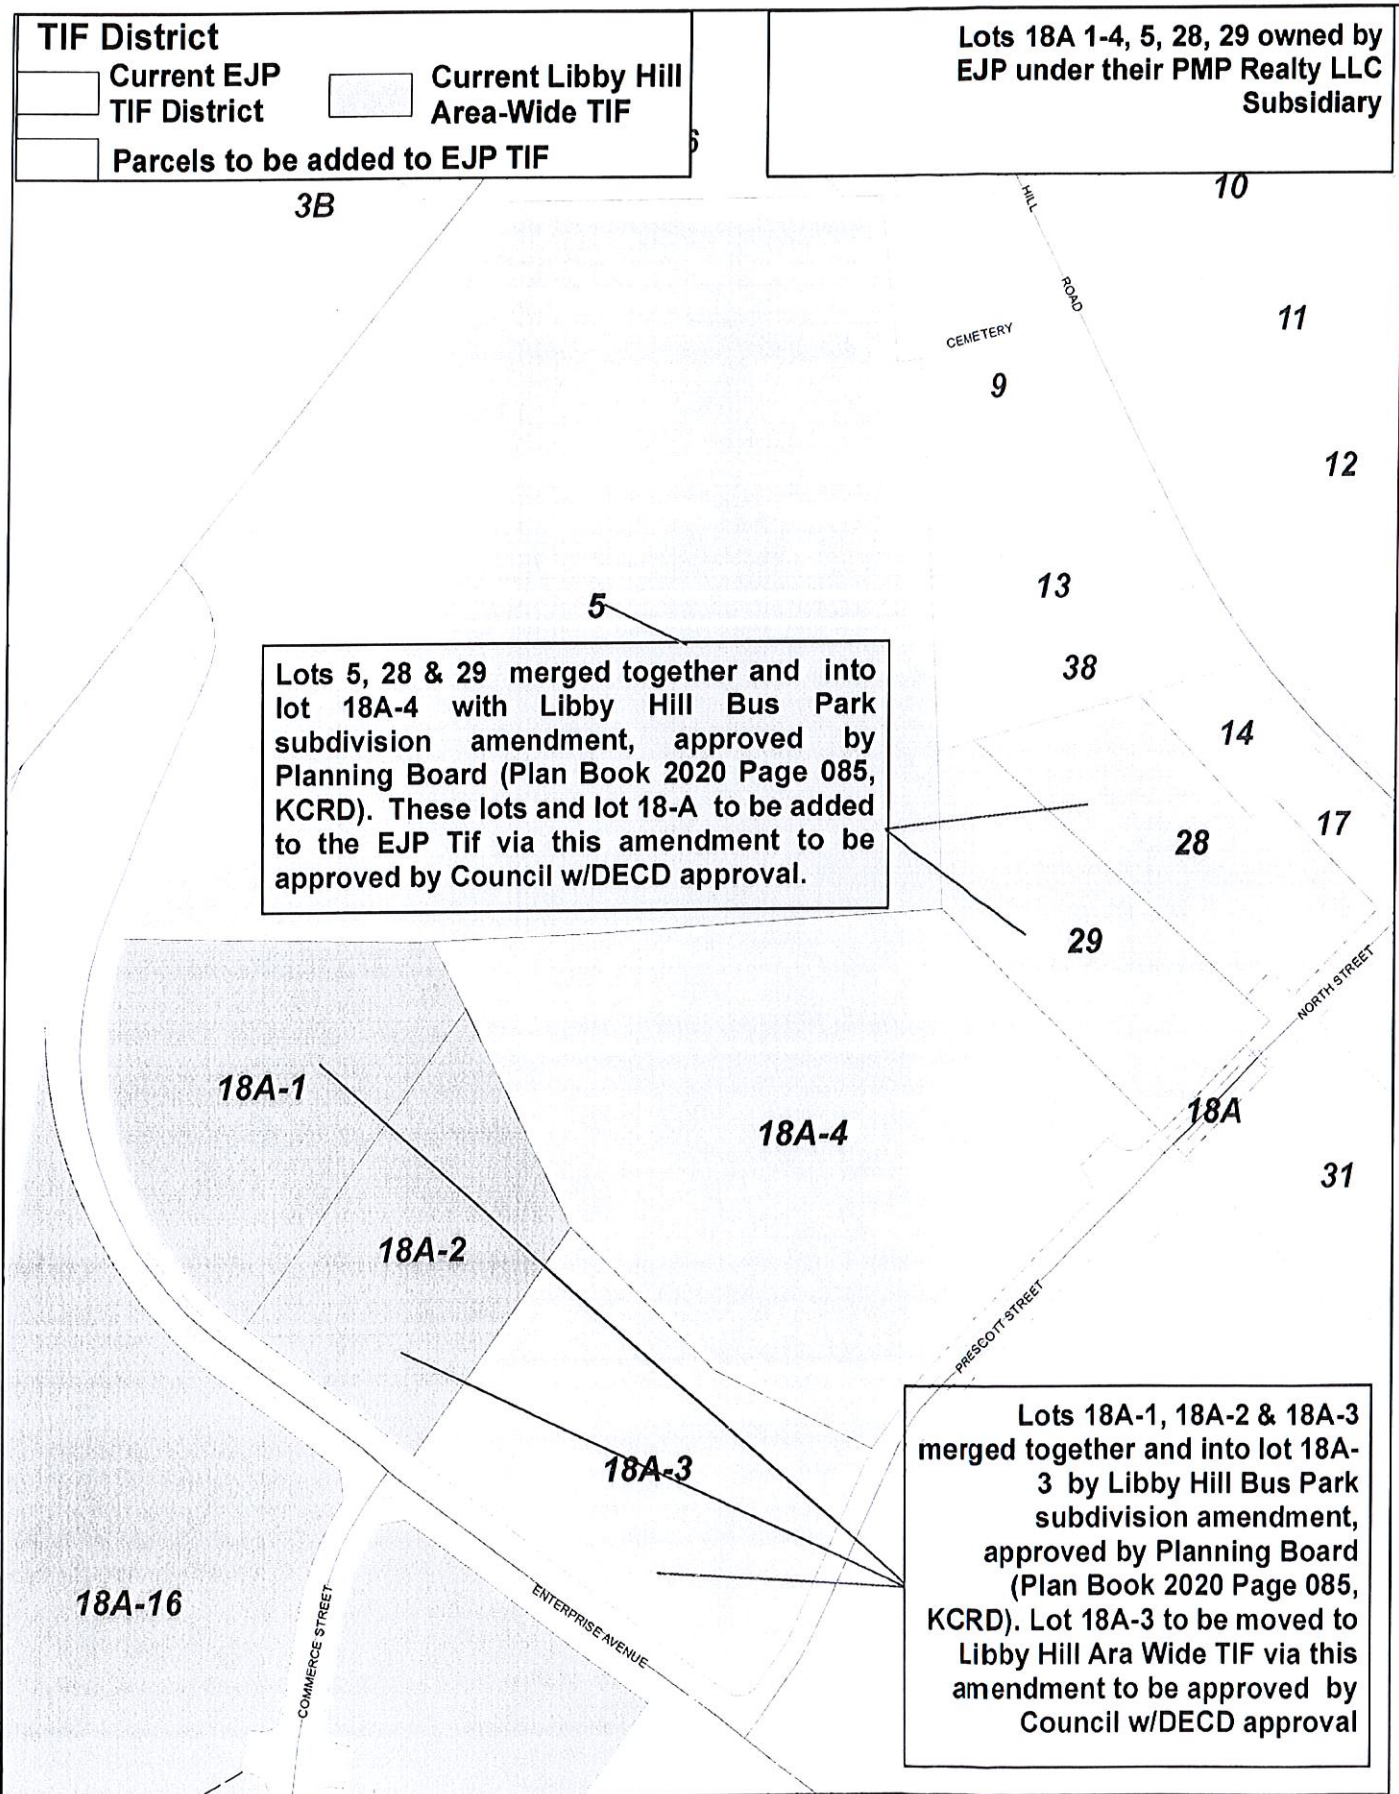 TIF District
Current EJP
TIF District
Current Libby Hill
Area-Wide TIF
Parcels to be added to EJP TIF
Lots 18A 1-4, 5, 28, 29 owned by
EJP under their PMP Realty LLC
Subsidiary
3B
10
HILL
ROAD
11
CEMETERY
9
12
13
5
38
Lots 5, 28 & 29 merged together and into
lot 18A-4 with Libby Hill Bus Park
subdivision amendment, approved by
Planning Board (Plan Book 2020 Page 085,
KCRD). These lots and lot 18-A to be added
to the EJP Tif via this amendment to be
approved by Council w/DECD approval.
14
17
28
29
NORTH STREET
18A-1
18A-4
18A
31
18A-2
PRESCOTT STREET
18A-3
Lots 18A-1, 18A-2 & 18A-3
merged together and into lot 18A-
3 by Libby Hill Bus Park
subdivision amendment,
approved by Planning Board
(Plan Book 2020 Page 085,
KCRD). Lot 18A-3 to be moved to
Libby Hill Ara Wide TIF via this
amendment to be approved by
Council w/DECD approval
18A-16
COMMERCE STREET
ENTERPRISE AVENUE